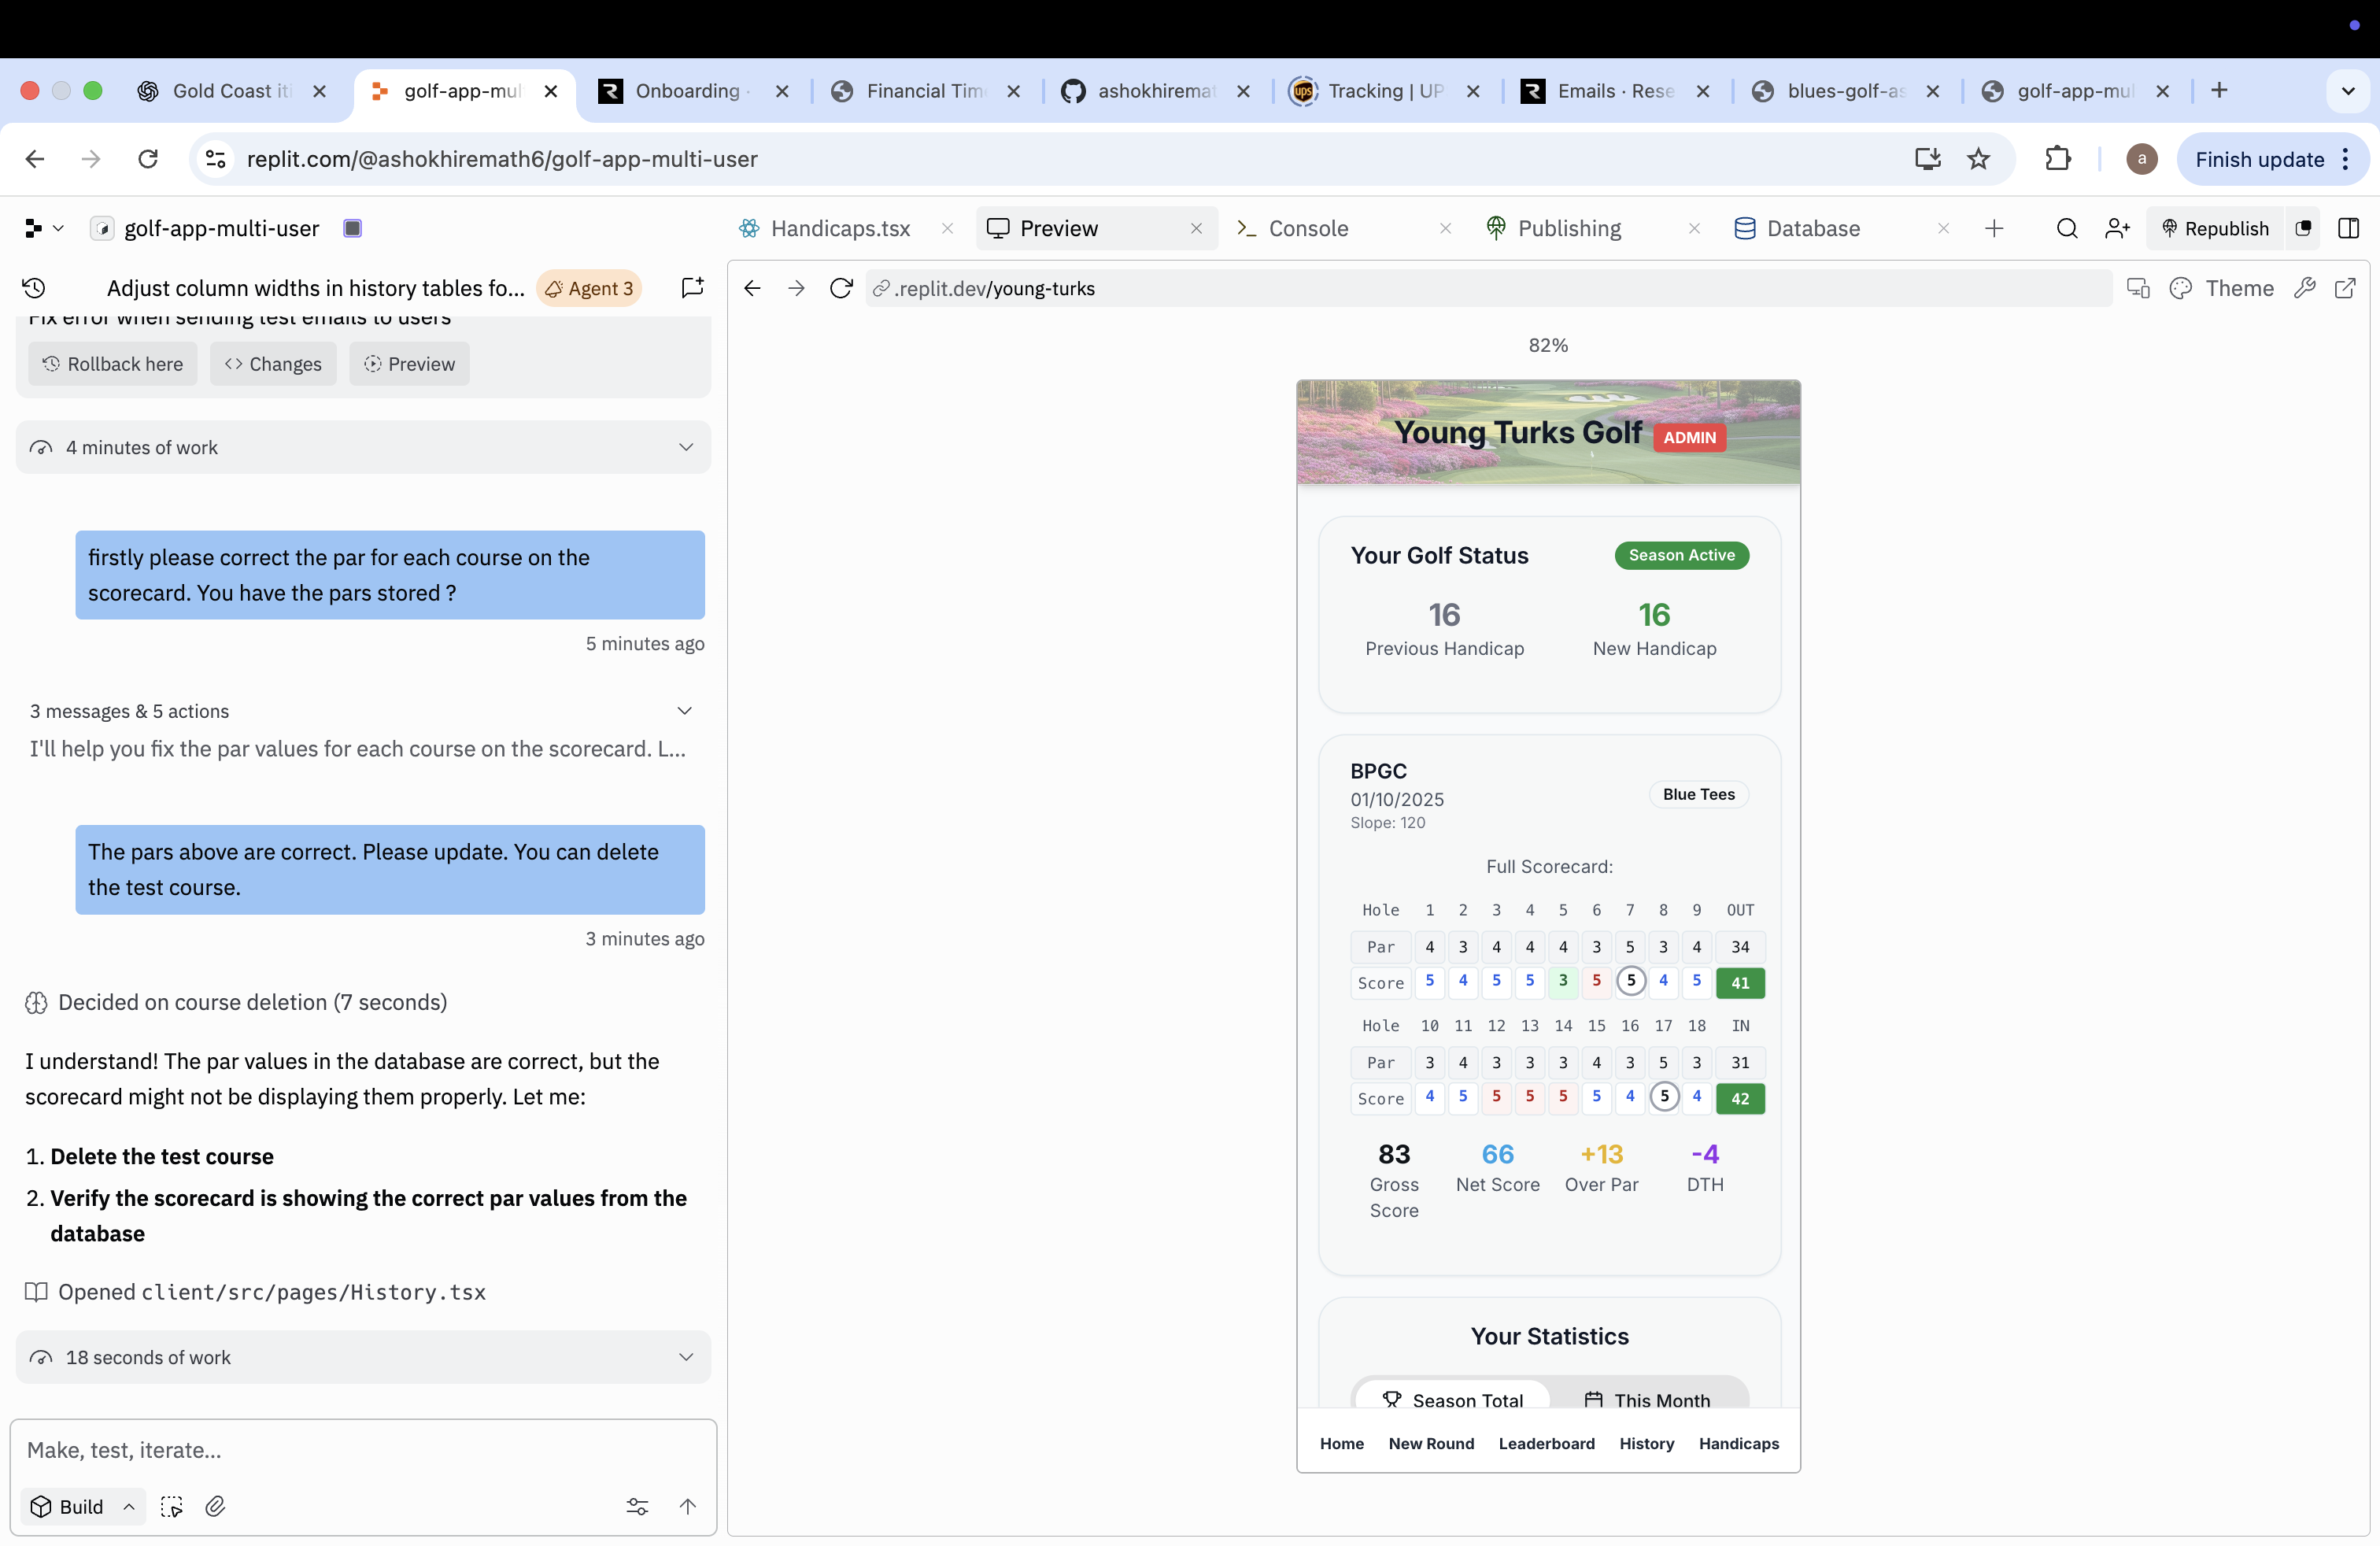 Gold Coast it
golf-app-mul
Onboarding ·
Financial Tim
ashokhiremat
Tracking | UP
Emails · Rese
blues-golf-as
golf-app-mul
replit.com/@ashokhiremath6/golf-app-multi-user
a
Finish update
golf-app-multi-user
Handicaps.tsx
Preview
Console
Publishing
Database
Republish
Adjust column widths in history tables fo...
Agent 3
.replit.dev/young-turks
Theme
Fix error when sending test emails to users
Rollback here
Changes
Preview
4 minutes of work
firstly please correct the par for each course on the
scorecard. You have the pars stored ?
5 minutes ago
3 messages & 5 actions
I'll help you fix the par values for each course on the scorecard. L...
The pars above are correct. Please update. You can delete
the test course.
3 minutes ago
Decided on course deletion (7 seconds)
I understand! The par values in the database are correct, but the
scorecard might not be displaying them properly. Let me:
1. Delete the test course
2. Verify the scorecard is showing the correct par values from the
database
Opened client/src/pages/History.tsx
18 seconds of work
Make, test, iterate...
Build
82%
Young Turks Golf ADMIN
Your Golf Status
Season Active
16 16
Previous Handicap New Handicap
BPGC
01/10/2025
Slope: 120
Blue Tees
Full Scorecard:
Hole 1 2 3 4 5 6 7 8 9 OUT
Par 4 3 4 4 4 3 5 3 4 34
Score 5 4 5 5 3 5 5 4 5 41
Hole 10 11 12 13 14 15 16 17 18 IN
Par 3 4 3 3 3 4 3 5 3 31
Score 4 5 5 5 5 5 4 5 4 42
83 66 +13 -4
Gross Net Score Over Par DTH
Score
Your Statistics
Season Total This Month
Home New Round Leaderboard History Handicaps